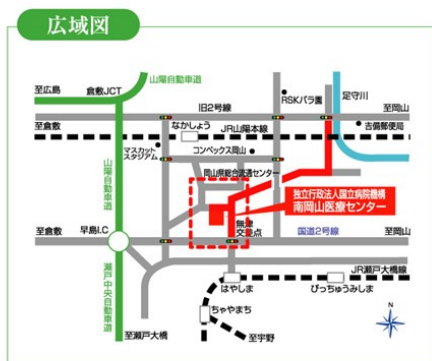 広域図
山陽自動車道
足守川
至広島
倉敷JCT
RSKバラ園
旧2号線
至岡山
至倉敷
なかしょう
JR山陽本線
吉備郵便局
マスカット
スタジアム
コンベックス岡山
岡山県総合流通センター
山陽自動車道
独立行政法人国立病院機構
南岡山医療センター
無津
交差点
至倉敷
早島I.C
国道2号線
至岡山
瀬戸中央自動車道
JR瀬戸大橋線
はやしま
びっちゅうみしま
ちゃやまち
至瀬戸大橋
至宇野
N